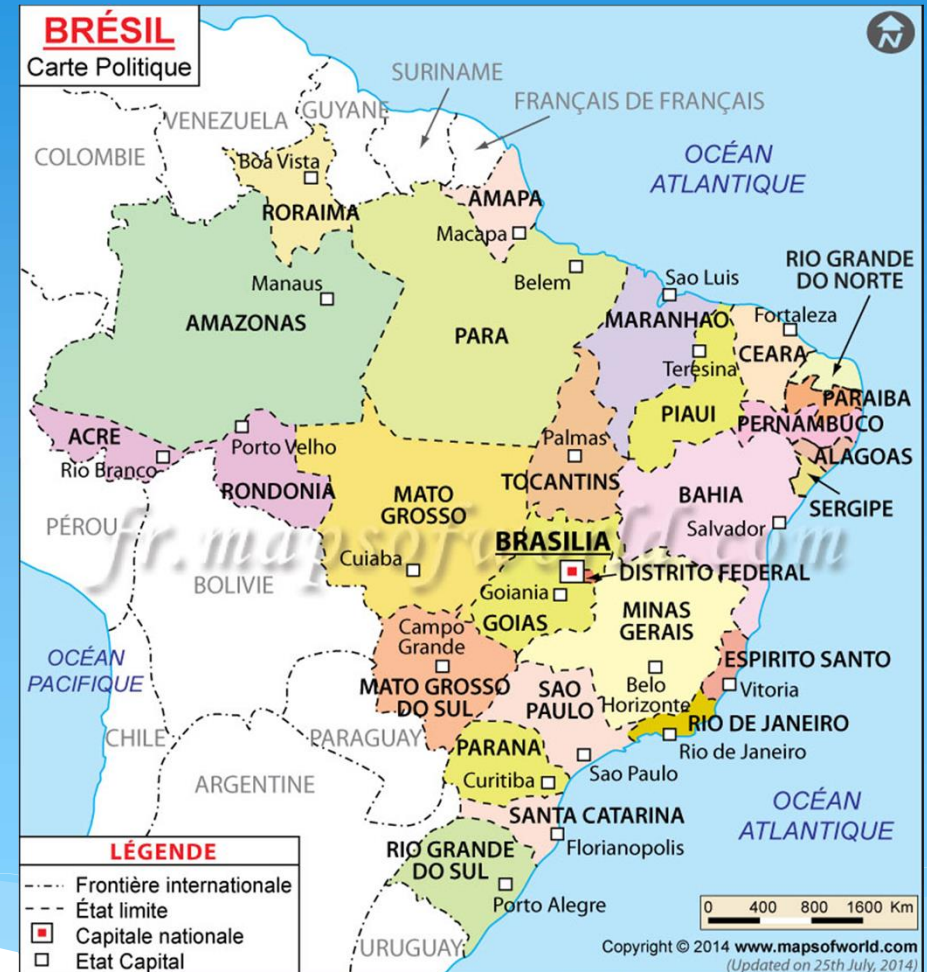 BRÉSIL
Carte Politique
N
SURINAME
GUYANE
FRANÇAIS DE FRANÇAIS
VENEZUELA
COLOMBIE
OCÉAN
ATLANTIQUE
Boa Vista
RORAIMA
AMAPA
Macapa
RIO GRANDE
DO NORTE
Manaus
AMAZONAS
Belem
PARA
Sao Luis
MARANHAO
Fortaleza
CEARA
Teresina
PIAUI
PARAIBA
PERNAMBUCO
ALAGOAS
SERGIPE
ACRE
Rio Branco
Porto Velho
RONDONIA
Palmas
TOCANTINS
MATO
GROSSO
BAHIA
Salvador
PÉROU
fr.mapsofworld.com
BRASILIA
Cuiaba
BOLIVIE
DISTRITO FEDERAL
Goiania
GOIAS
MINAS
GERAIS
Campo
Grande
OCÉAN
PACIFIQUE
MATO GROSSO
DO SUL
SAO
PAULO
Belo
Horizonte
ESPIRITO SANTO
Vitoria
RIO DE JANEIRO
Rio de Janeiro
CHILE
PARAGUAY
PARANA
Curitiba
Sao Paulo
ARGENTINE
SANTA CATARINA
Florianopolis
OCÉAN
ATLANTIQUE
RIO GRANDE
DO SUL
Porto Alegre
URUGUAY
LÉGENDE
Frontière internationale
État limite
Capitale nationale
Etat Capital
0 400 800 1600 Km
Copyright © 2014 www.mapsofworld.com
(Updated on 25th July, 2014)